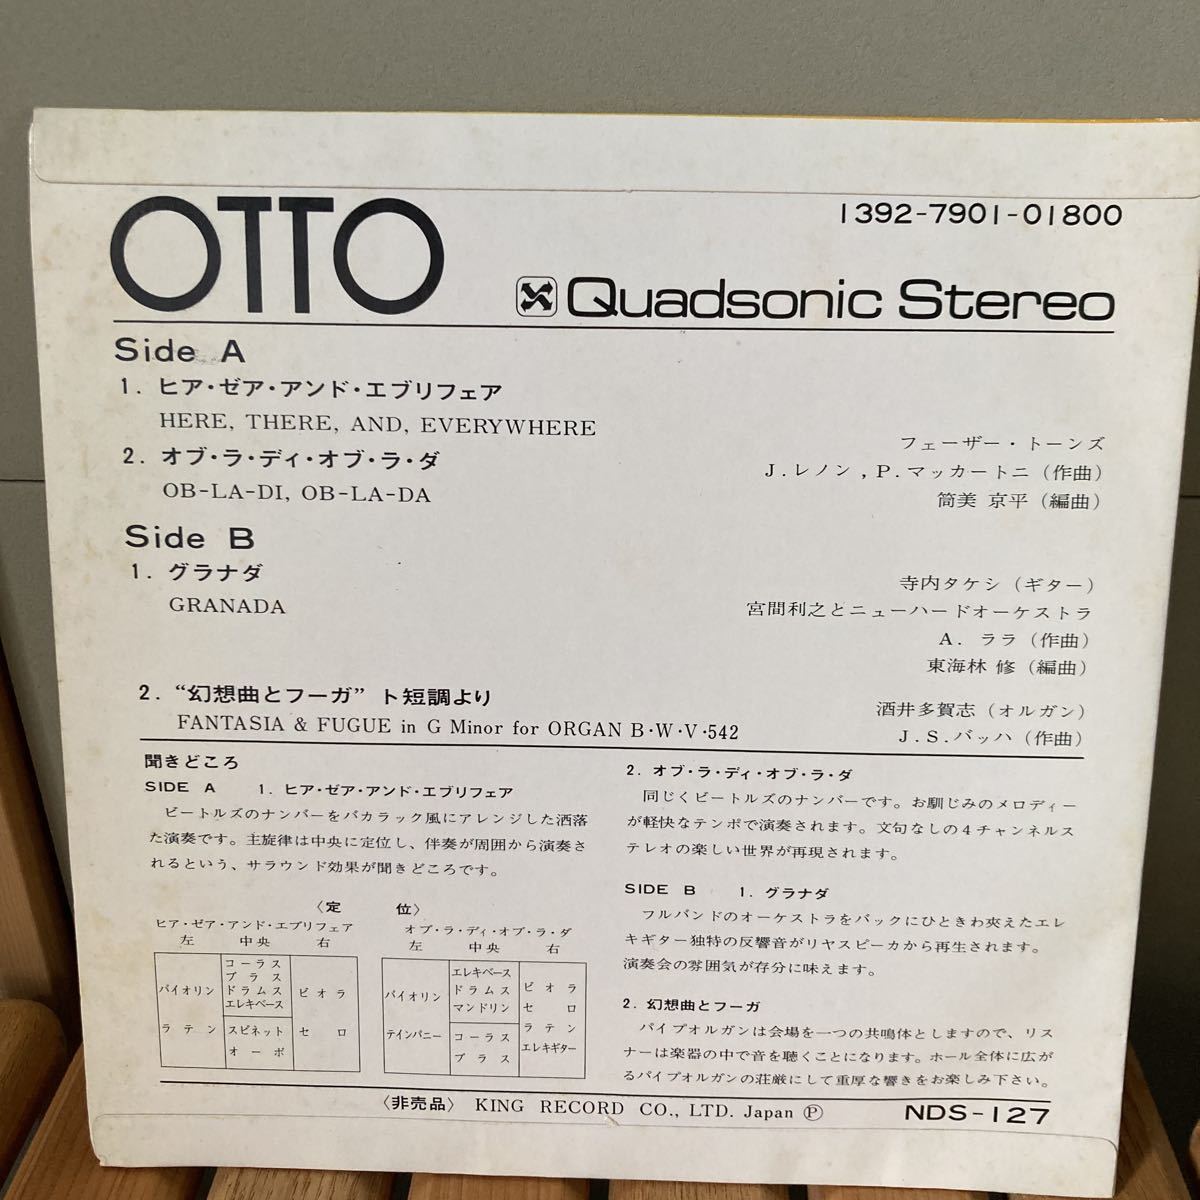 OTTO
1392-7901-01800
Quadsonic Stereo
Side A
1. ヒア・ゼア・アンド・エブリフェア
HERE, THERE, AND, EVERYWHERE
2. オブ・ラ・ディ・オブ・ラ・ダ
OB-LA-DI, OB-LA-DA
フェーザー・トーンズ
J.レノン,P.マッカートニ(作曲)
筒美 京平(編曲)
Side B
1. グラナダ
GRANADA
寺内タケシ(ギター)
宮間利之とニューハードオーケストラ
A. ララ(作曲)
東海林 修(編曲)
2. “幻想曲とフーガ” ト短調より
FANTASIA & FUGUE in G Minor for ORGAN B・W・V・542
酒井多賀志(オルガン)
J.S.バッハ(作曲)
聞きどころ
SIDE A 1. ヒア・ゼア・アンド・エブリフェア
ビートルズのナンバーをバカラック風にアレンジした洒落
た演奏です。主旋律は中央に定位し、伴奏が周囲から演奏さ
れるという、サラウンド効果が聞きどころです。
〈定 位〉
ヒア・ゼア・アンド・エブリフェア
左 中央 右
バイオリン
ラテン
コーラス
ブラス
ドラムス
エレキベース
スピネット
オーボ
ビオラ
セロ
オブ・ラ・ディ・オブ・ラ・ダ
左 中央 右
バイオリン
テインパニー
エレキベース
ドラムス
マンドリン
コーラス
ブラス
ビオラ
セロ
ラテン
エレキギター
2. オブ・ラ・ディ・オブ・ラ・ダ
同じくビートルズのナンバーです。お馴じみのメロディー
が軽快なテンポで演奏されます。文句なしの4チャンネルス
テレオの楽しい世界が再現されます。
SIDE B 1. グラナダ
フルバンドのオーケストラをバックにひときわ夾えたエレ
キギター独特の反響音がリヤスピーカから再生されます。
演奏会の雰囲気が存分に味えます。
2. 幻想曲とフーガ
パイプオルガンは会場を一つの共鳴体としますので、リス
ナーは楽器の中で音を聴くことになります。ホール全体に広が
るパイプオルガンの荘厳にして重厚な響きをお楽しみ下さい。
〈非売品〉 KING RECORD CO., LTD. Japan Ⓟ
NDS-127